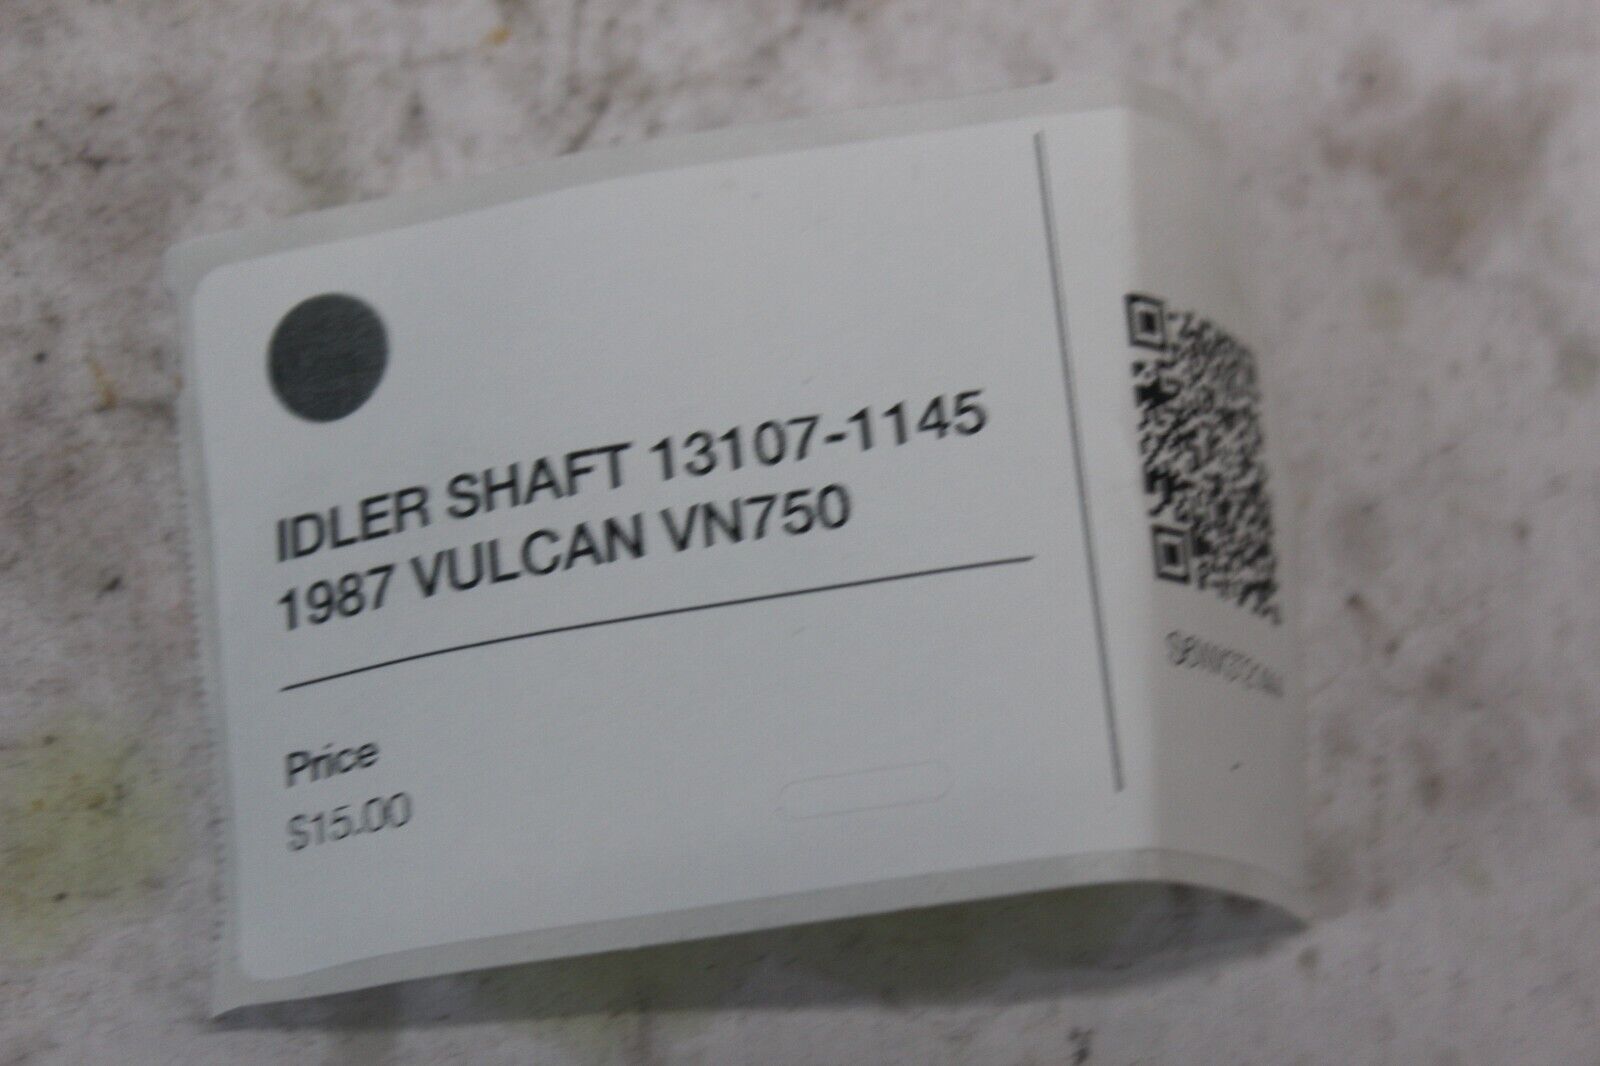 IDLER SHAFT 13107-1145
1987 VULCAN VN750
Price
$15.00